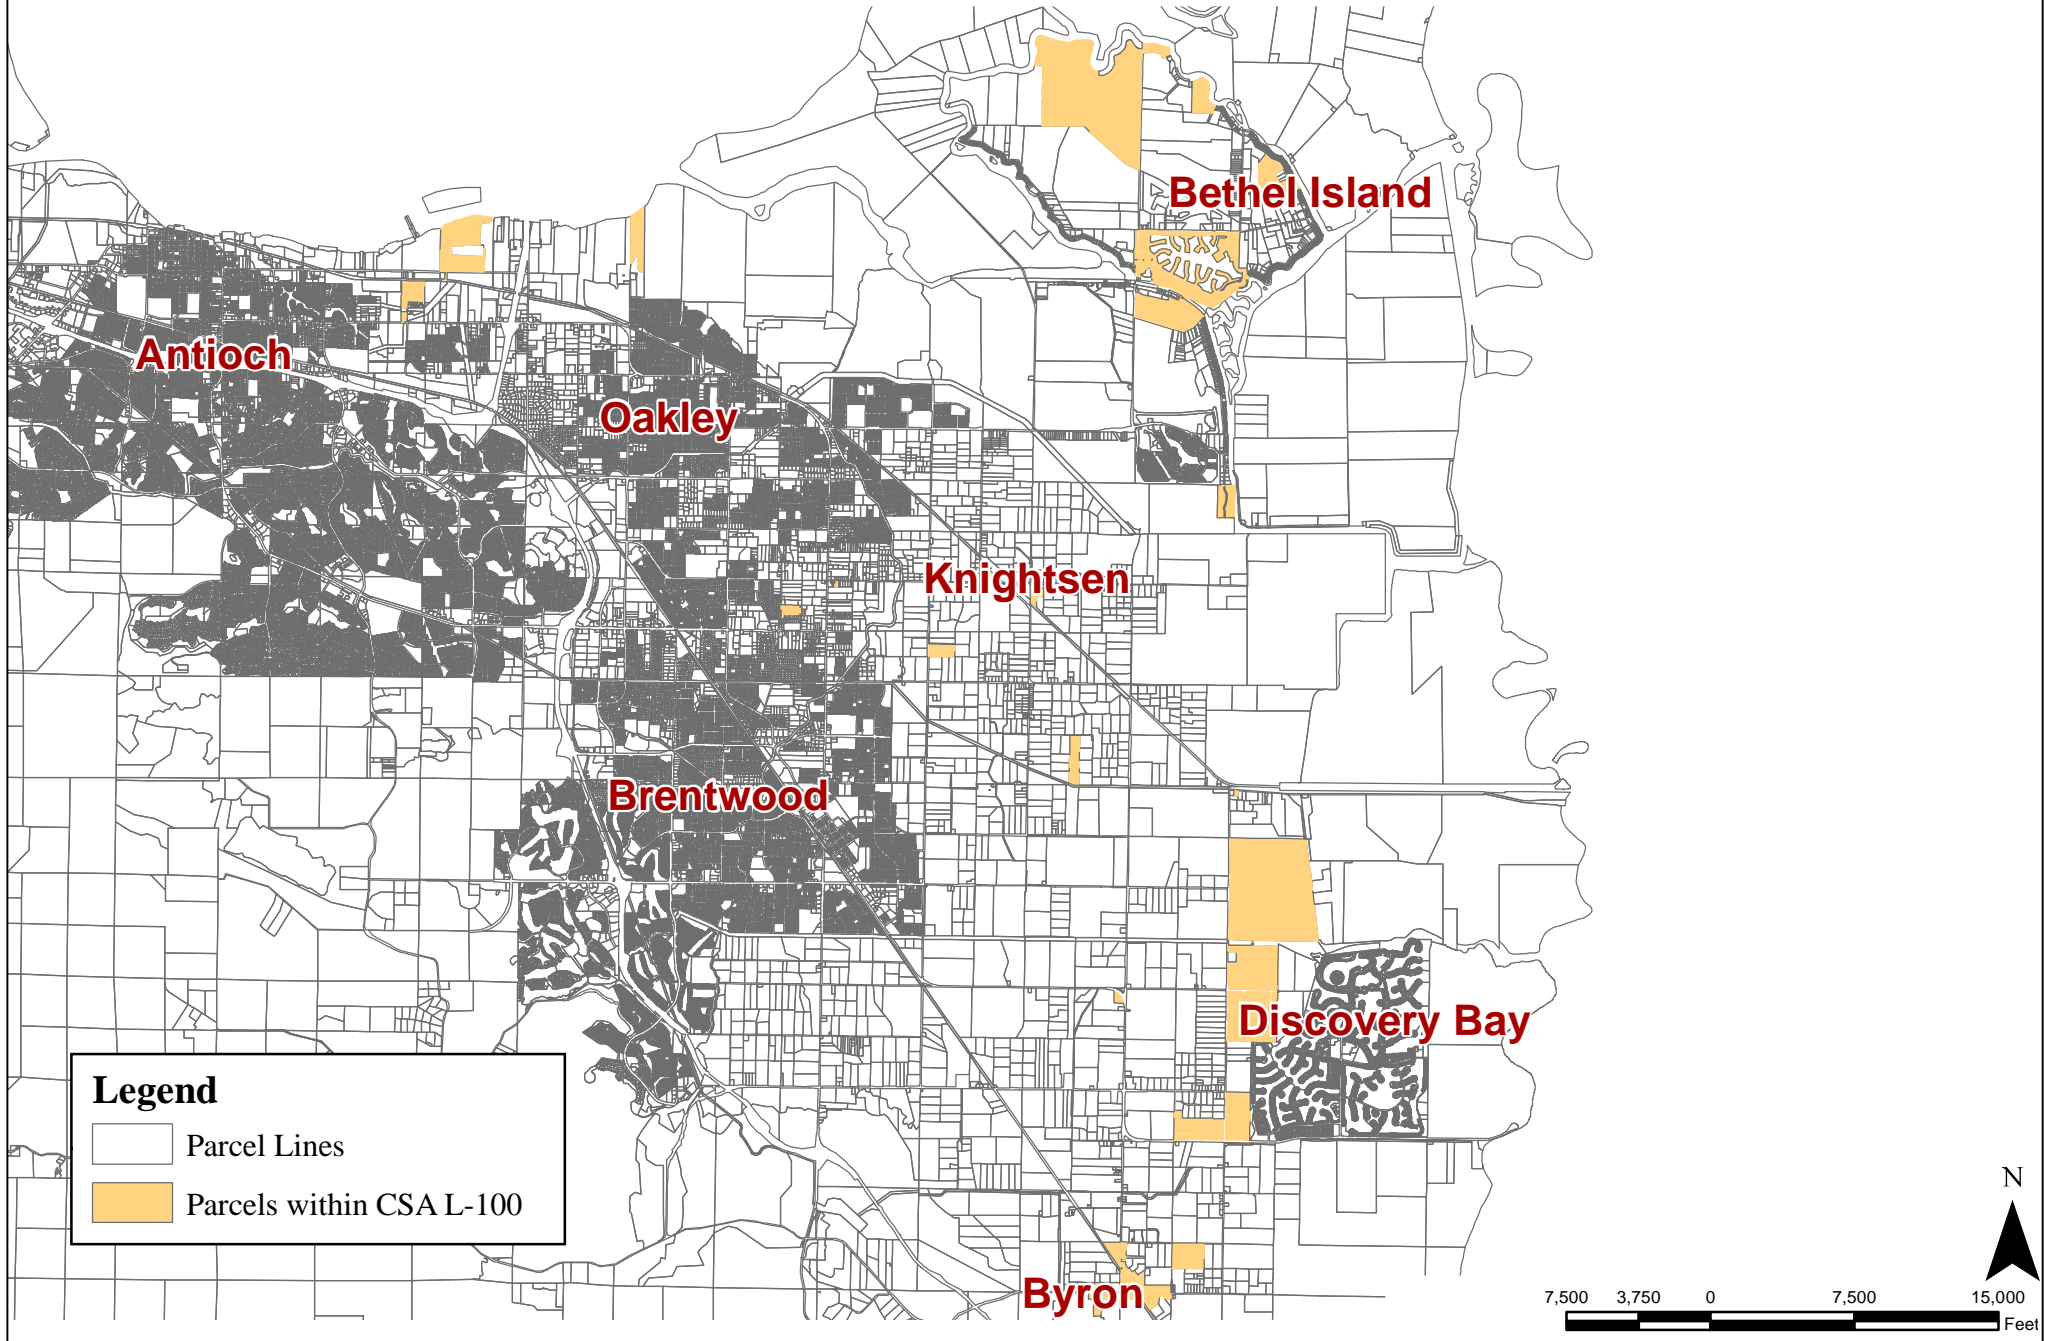 Bethel Island
Antioch
Oakley
Knightsen
Brentwood
Discovery Bay
Legend
Parcel Lines
Parcels within CSA L-100
Byron
N
7,500 3,750 0 7,500 15,000
Feet